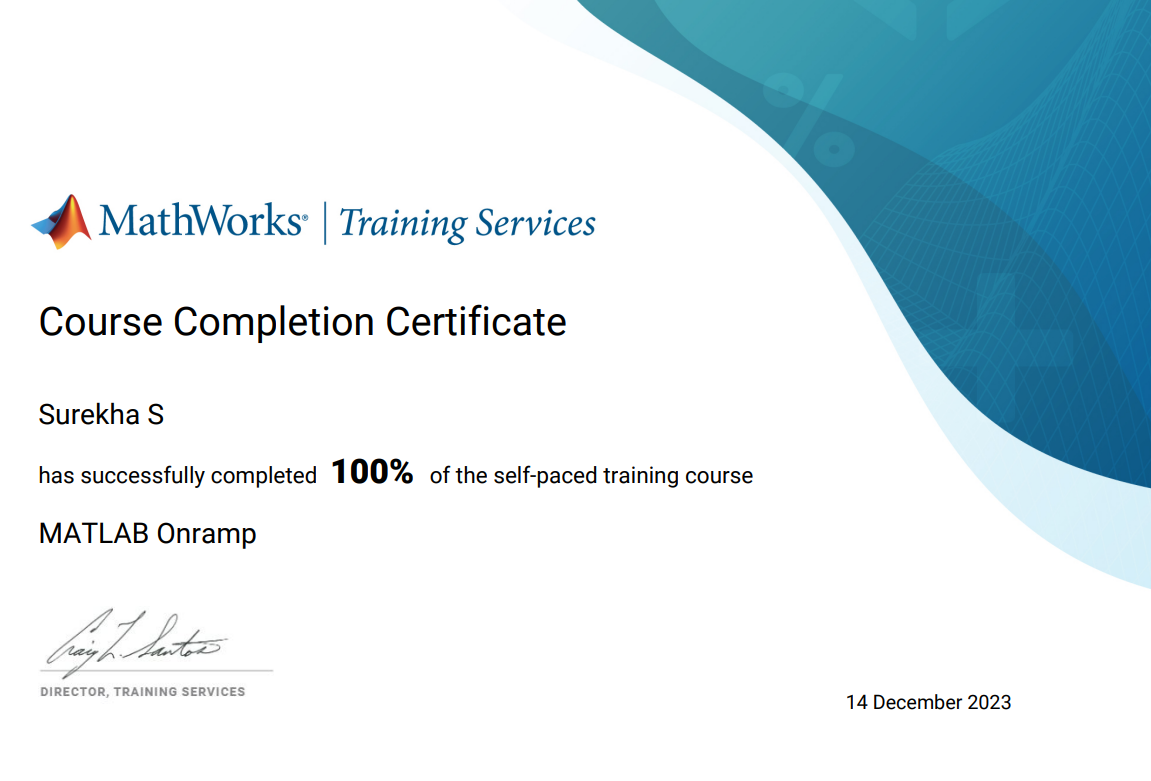 MathWorks® | Training Services
Course Completion Certificate
Surekha S
has successfully completed 100% of the self-paced training course
MATLAB Onramp
Craig L. Santos
DIRECTOR, TRAINING SERVICES
14 December 2023